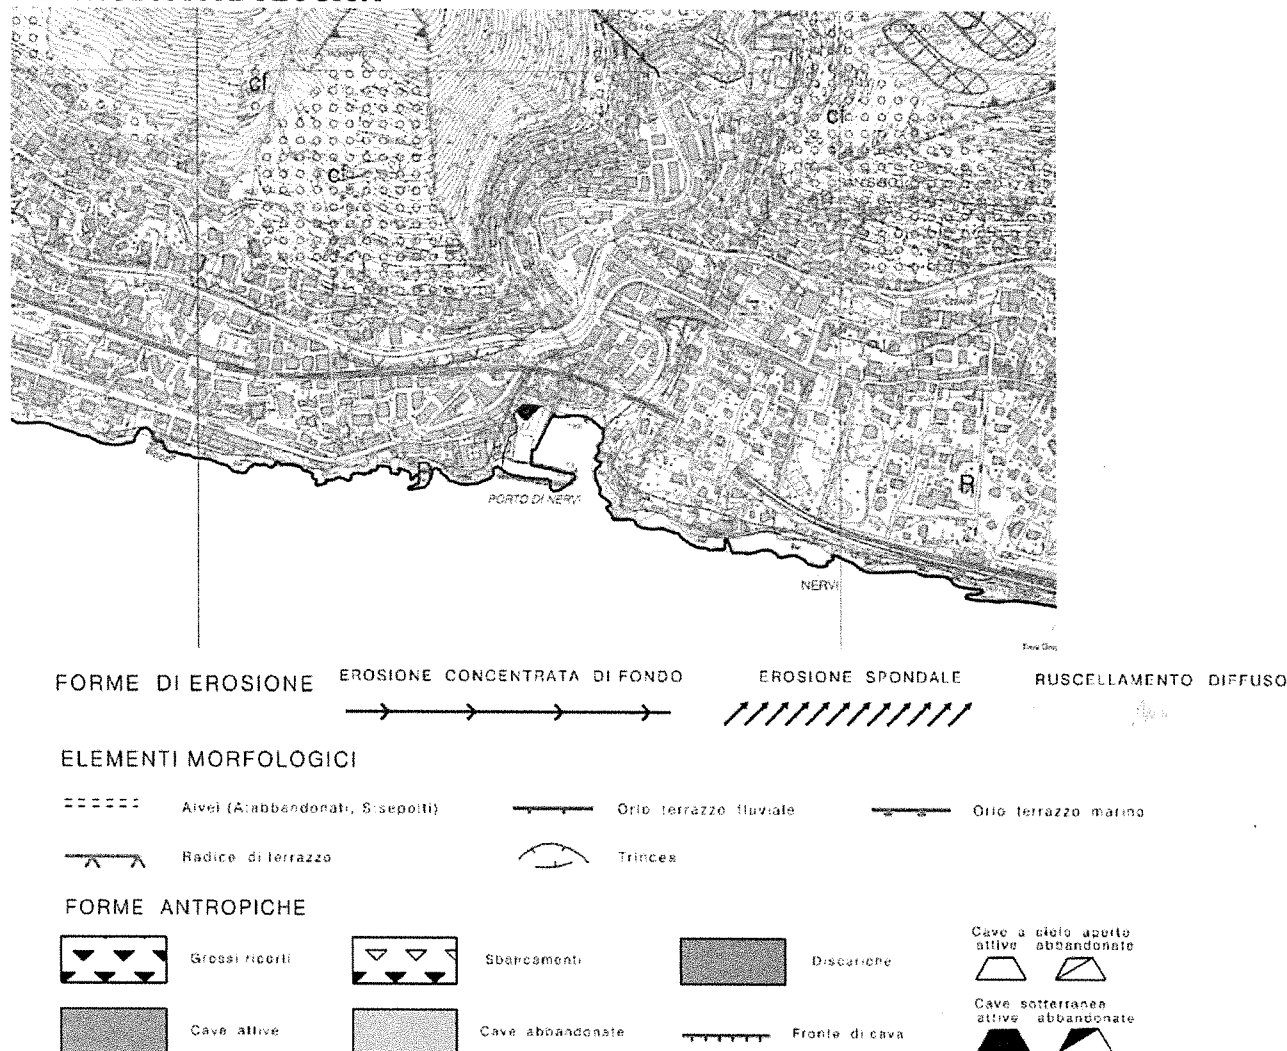 cf
cf
cf
R
R
PORTO DI NERVI
NERVI
FORME DI EROSIONE
EROSIONE CONCENTRATA DI FONDO
EROSIONE SPONDALE
RUSCELLAMENTO DIFFUSO
ELEMENTI MORFOLOGICI
Alvei (A:abbandonati, S:sepolti)
Orlo terrazzo fluviale
Orlo terrazzo marino
Radice di terrazzo
Trincea
FORME ANTROPICHE
Grossi riporti
Sbancamenti
Discariche
Cave a cielo aperto
attive abbandonate
Cave attive
Cave abbandonate
Fronte di cava
Cave sotterranea
attive abbandonate